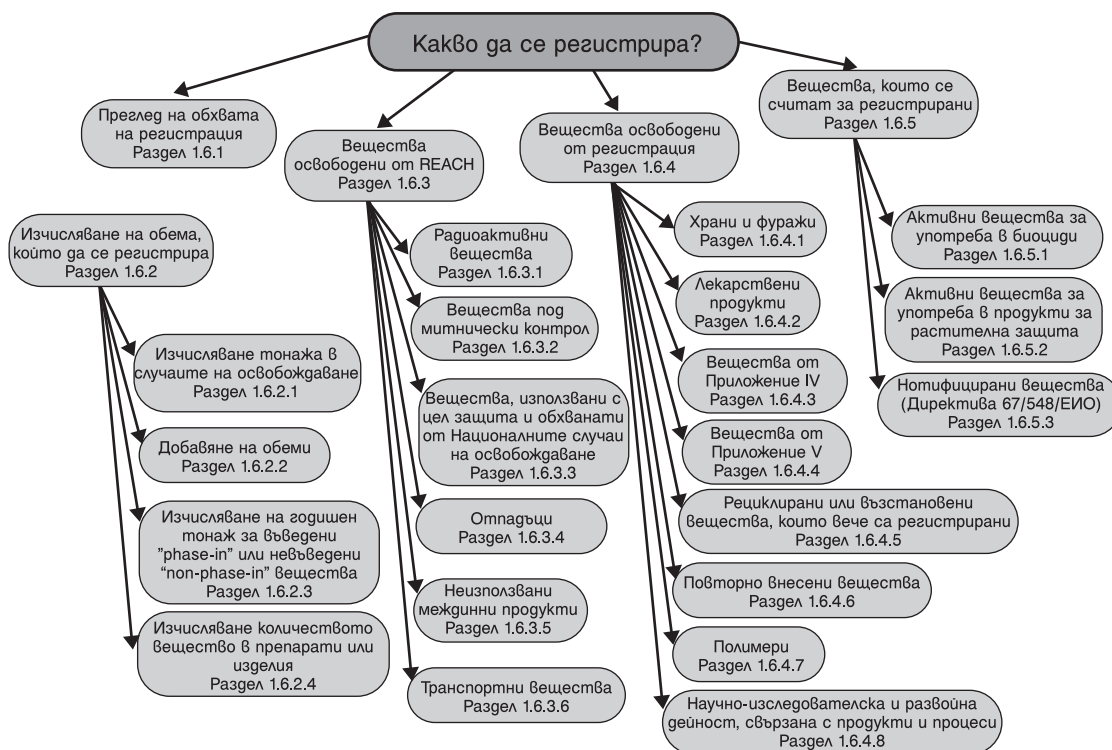 Какво да се регистрира?
Преглед на обхвата
на регистрация
Раздел 1.6.1
Вещества
освободени от REACH
Раздел 1.6.3
Вещества освободени
от регистрация
Раздел 1.6.4
Вещества, които се
считат за регистрирани
Раздел 1.6.5
Изчисляване на обема,
който да се регистрира
Раздел 1.6.2
Изчисляване тонажа в
случаите на освобождаване
Раздел 1.6.2.1
Добавяне на обеми
Раздел 1.6.2.2
Изчисляване на годишен
тонаж за въведени
”phase-in” или невъведени
“non-phase-in” вещества
Раздел 1.6.2.3
Изчисляване количеството
вещество в препарати или
изделия
Раздел 1.6.2.4
Радиоактивни
вещества
Раздел 1.6.3.1
Вещества под
митнически контрол
Раздел 1.6.3.2
Вещества, използвани с
цел защита и обхванати
от Националните случаи
на освобождаване
Раздел 1.6.3.3
Отпадъци
Раздел 1.6.3.4
Неизползвани
междинни продукти
Раздел 1.6.3.5
Транспортни вещества
Раздел 1.6.3.6
Храни и фуражи
Раздел 1.6.4.1
Лекарствени
продукти
Раздел 1.6.4.2
Вещества от
Приложение IV
Раздел 1.6.4.3
Вещества от
Приложение V
Раздел 1.6.4.4
Рециклирани или възстановени
вещества, които вече са регистрирани
Раздел 1.6.4.5
Повторно внесени вещества
Раздел 1.6.4.6
Полимери
Раздел 1.6.4.7
Научно-изследователска и развойна
дейност, свързана с продукти и процеси
Раздел 1.6.4.8
Активни вещества за
употреба в биоциди
Раздел 1.6.5.1
Активни вещества за
употреба в продукти за
растителна защита
Раздел 1.6.5.2
Нотифицирани вещества
(Директива 67/548/ЕИО)
Раздел 1.6.5.3